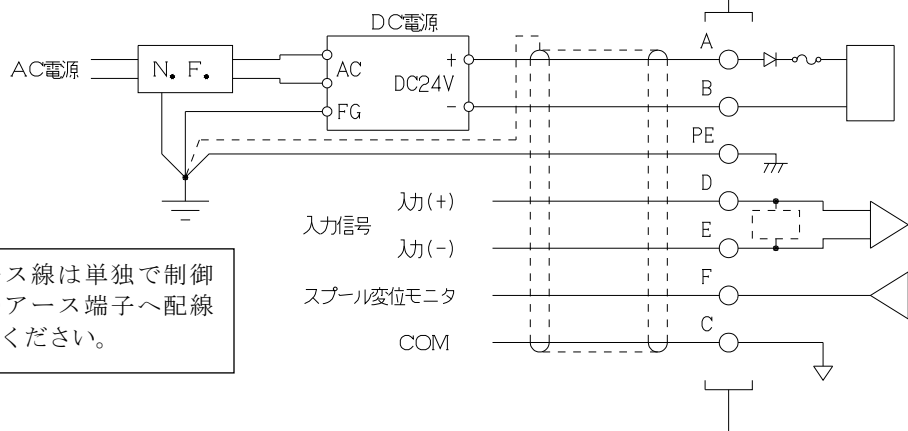 DC電源
AC電源
N. F.
AC
FG
+
DC24V
−
A
B
PE
D
E
F
C
入力信号
入力(+)
入力(−)
スプール変位モニタ
COM
ス線は単独で制御
アース端子へ配線
ください。